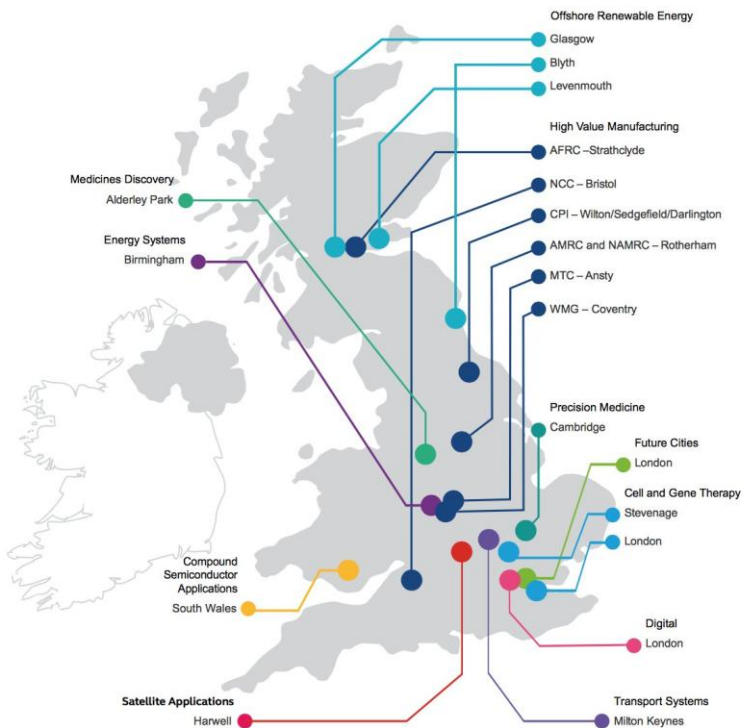 Offshore Renewable Energy
Glasgow
Blyth
Levenmouth
High Value Manufacturing
AFRC –Strathclyde
NCC – Bristol
CPI – Wilton/Sedgefield/Darlington
AMRC and NAMRC – Rotherham
MTC – Ansty
WMG – Coventry
Medicines Discovery
Alderley Park
Energy Systems
Birmingham
Precision Medicine
Cambridge
Future Cities
London
Cell and Gene Therapy
Stevenage
London
Compound
Semiconductor
Applications
South Wales
Digital
London
Satellite Applications
Harwell
Transport Systems
Milton Keynes